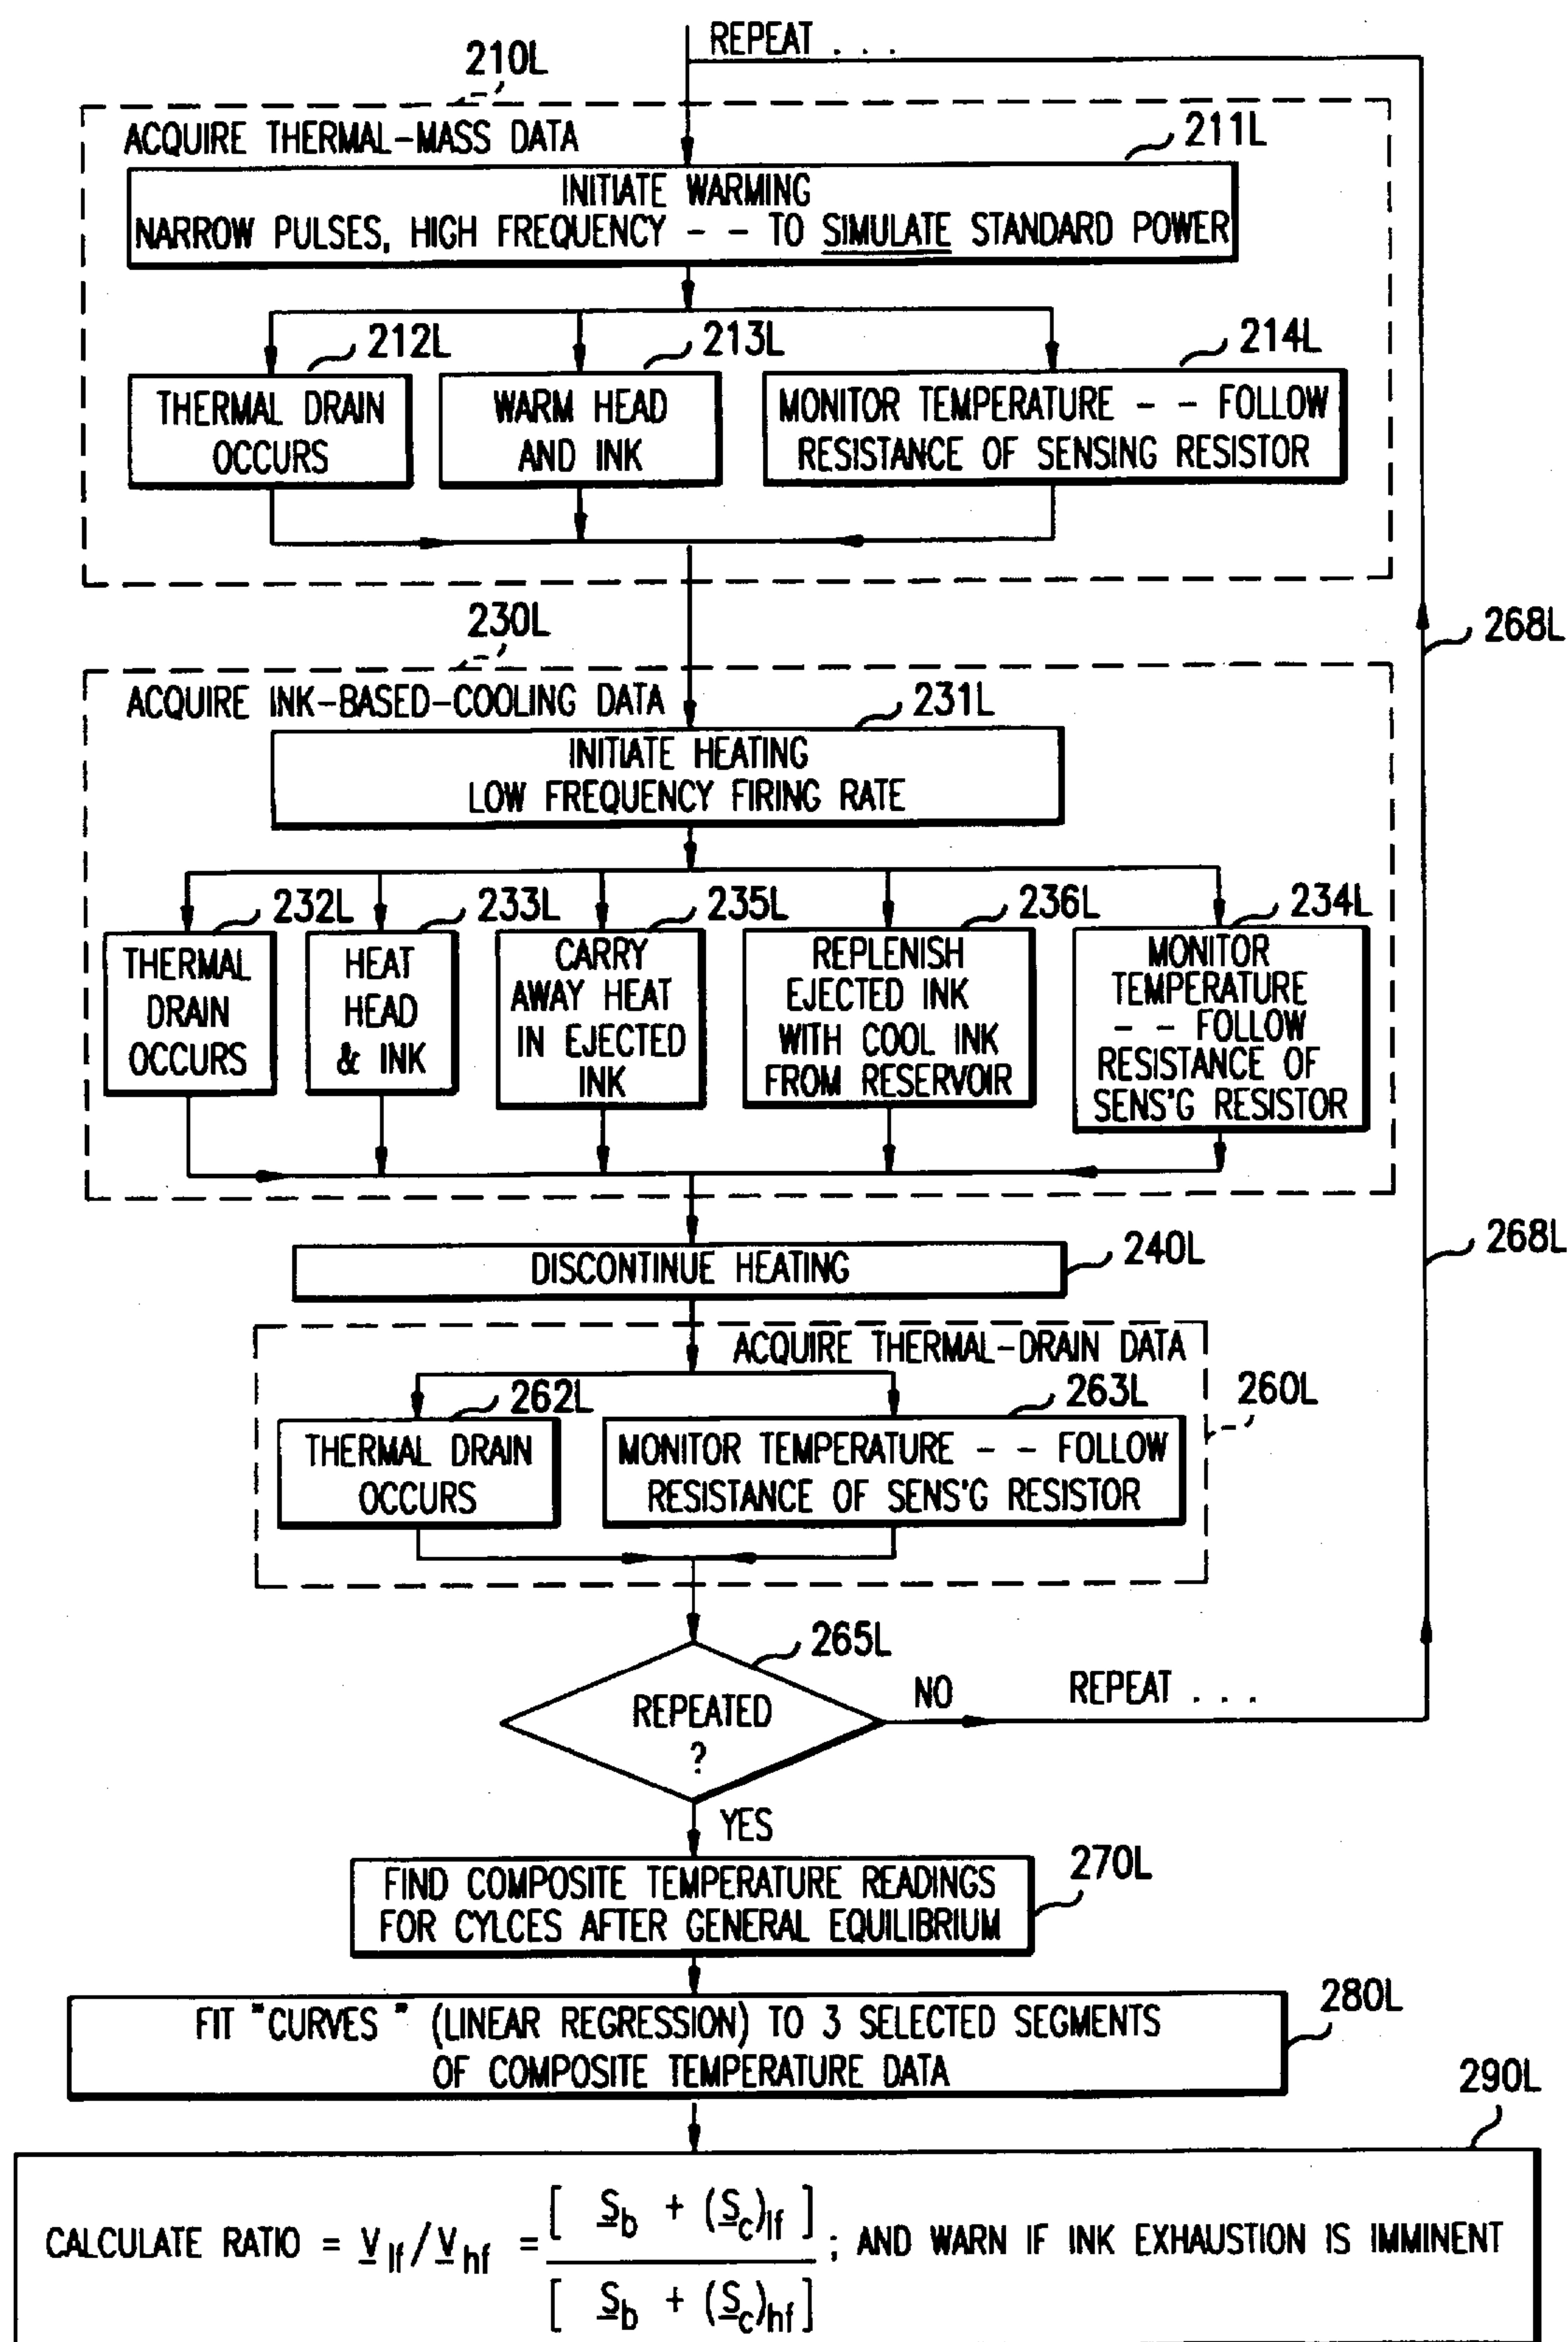 REPEAT . . .
210L
ACQUIRE THERMAL-MASS DATA
211L
INITIATE WARMING
NARROW PULSES, HIGH FREQUENCY - - TO SIMULATE STANDARD POWER
212L
213L
214L
THERMAL DRAIN
OCCURS
WARM HEAD
AND INK
MONITOR TEMPERATURE - - FOLLOW
RESISTANCE OF SENSING RESISTOR
230L
268L
ACQUIRE INK-BASED-COOLING DATA
231L
INITIATE HEATING
LOW FREQUENCY FIRING RATE
232L
233L
235L
236L
234L
THERMAL
DRAIN
OCCURS
HEAT
HEAD
& INK
CARRY
AWAY HEAT
IN EJECTED
INK
REPLENISH
EJECTED INK
WITH COOL INK
FROM RESERVOIR
MONITOR
TEMPERATURE
- - FOLLOW
RESISTANCE OF
SENS'G RESISTOR
268L
DISCONTINUE HEATING
240L
ACQUIRE THERMAL-DRAIN DATA
262L
263L
260L
THERMAL DRAIN
OCCURS
MONITOR TEMPERATURE - - FOLLOW
RESISTANCE OF SENS'G RESISTOR
265L
REPEATED
?
NO
REPEAT . . .
YES
270L
FIND COMPOSITE TEMPERATURE READINGS
FOR CYLCES AFTER GENERAL EQUILIBRIUM
280L
FIT "CURVES" (LINEAR REGRESSION) TO 3 SELECTED SEGMENTS
OF COMPOSITE TEMPERATURE DATA
290L
CALCULATE RATIO = V lf / V hf = [ Sb + (Sc)lf ] / [ Sb + (Sc)hf ] ; AND WARN IF INK EXHAUSTION IS IMMINENT